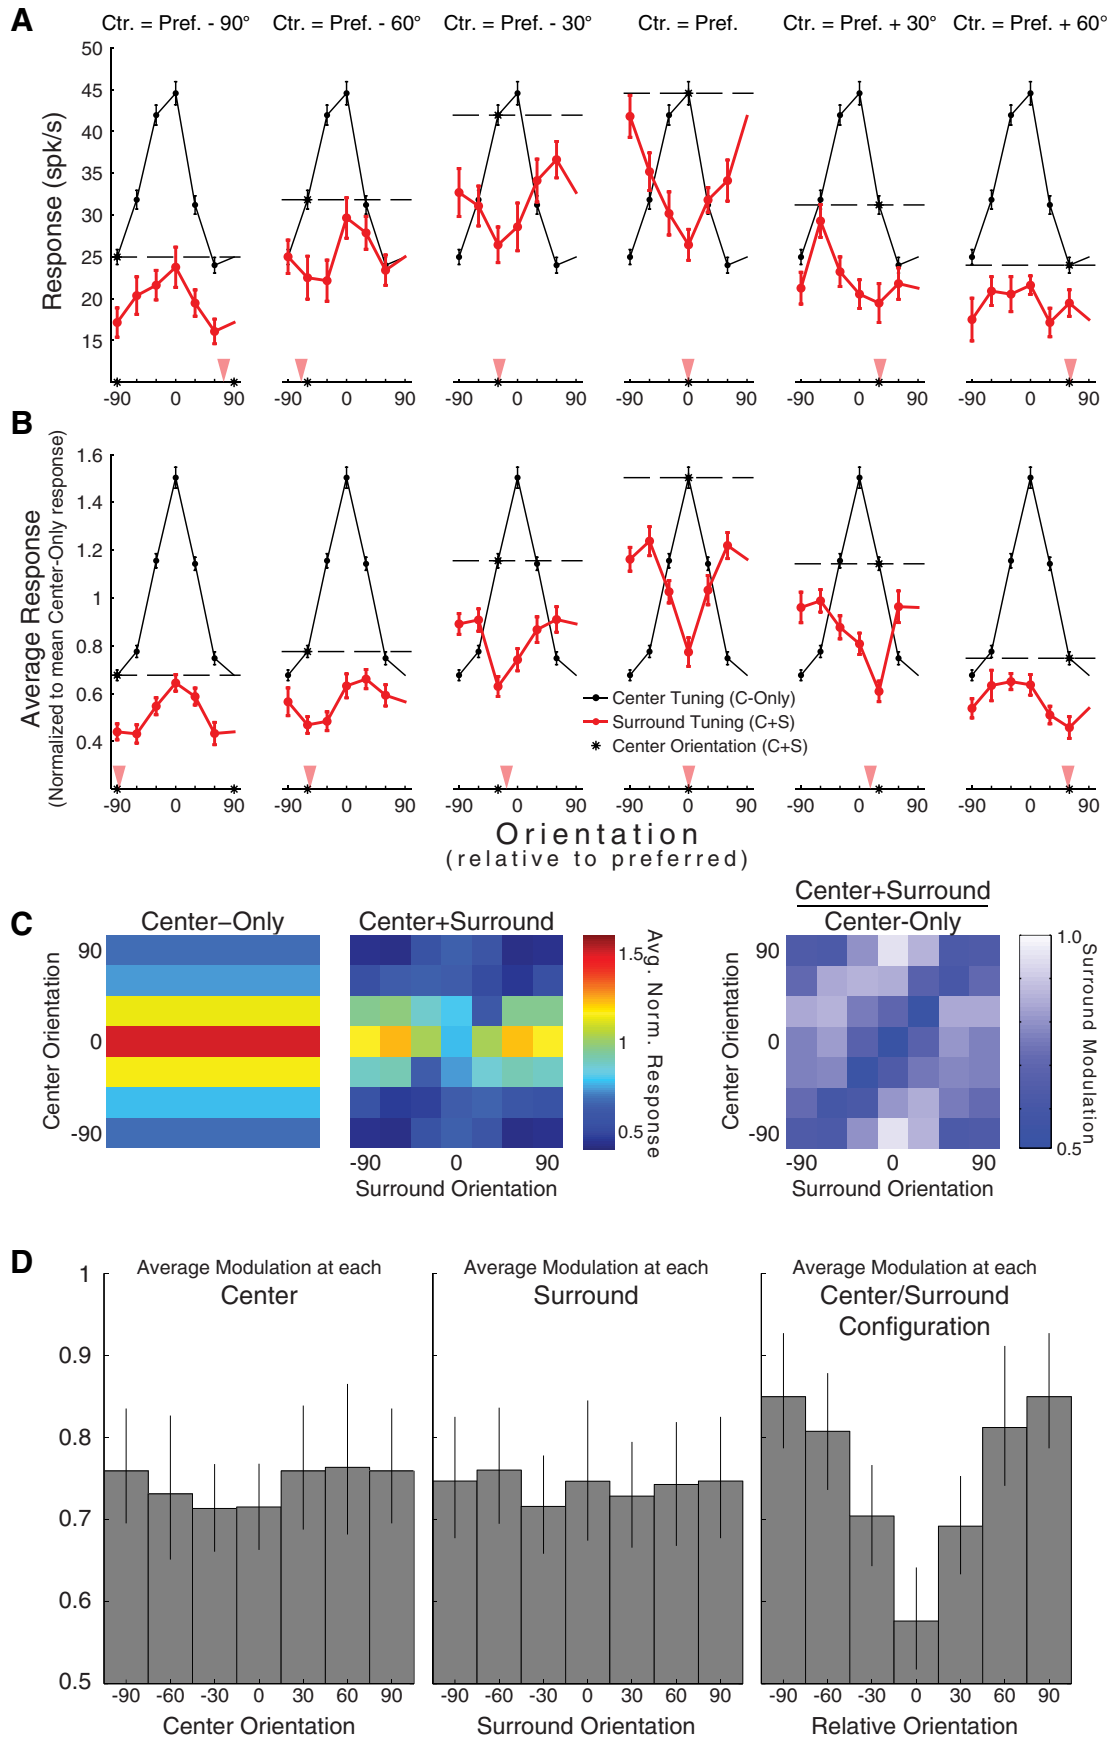 A
Ctr. = Pref. - 90°
Ctr. = Pref. - 60°
Ctr. = Pref. - 30°
Ctr. = Pref.
Ctr. = Pref. + 30°
Ctr. = Pref. + 60°
Response (spk/s)
50
45
40
35
30
25
20
15
-90 0 90
-90 0 90
-90 0 90
-90 0 90
-90 0 90
-90 0 90
B
Average Response
(Normalized to mean Center-Only response)
1.6
1.4
1.2
1
0.8
0.6
0.4
Center Tuning (C-Only)
Surround Tuning (C+S)
Center Orientation (C+S)
-90 0 90
-90 0 90
-90 0 90
-90 0 90
-90 0 90
-90 0 90
Orientation
(relative to preferred)
C
Center–Only
Center Orientation
90
0
-90
Center+Surround
-90 0 90
Surround Orientation
1.5
1
0.5
Avg. Norm. Response
Center+Surround
Center-Only
Center Orientation
90
0
-90
-90 0 90
Surround Orientation
1.0
0.5
Surround Modulation
D
1
0.9
0.8
0.7
0.6
0.5
Average Modulation at each
Center
-90 -60 -30 0 30 60 90
Center Orientation
Average Modulation at each
Surround
-90 -60 -30 0 30 60 90
Surround Orientation
Average Modulation at each
Center/Surround
Configuration
-90 -60 -30 0 30 60 90
Relative Orientation